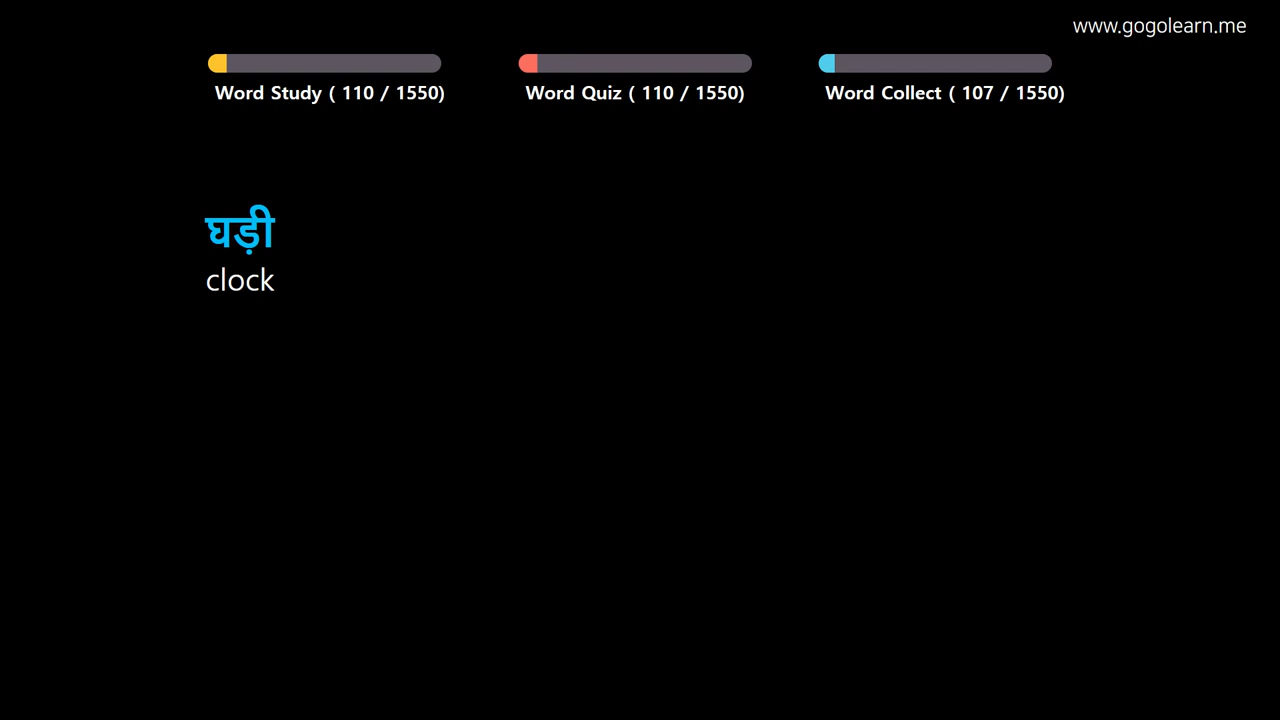 www.gogolearn.me
Word Study ( 110 / 1550)
Word Quiz ( 110 / 1550)
Word Collect ( 107 / 1550)
घड़ी
clock